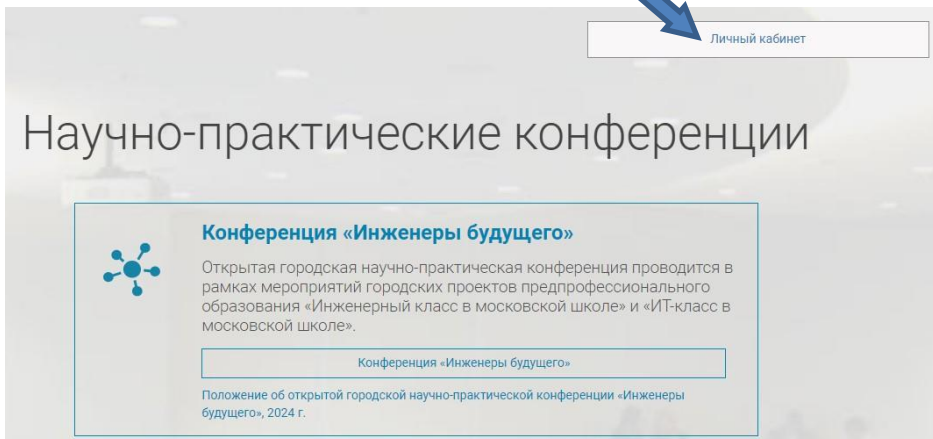 Личный кабинет
Научно-практические конференции
Конференция «Инженеры будущего»
Открытая городская научно-практическая конференция проводится в
рамках мероприятий городских проектов предпрофессионального
образования «Инженерный класс в московской школе» и «ИТ-класс в
московской школе».
Конференция «Инженеры будущего»
Положение об открытой городской научно-практической конференции «Инженеры
будущего», 2024 г.